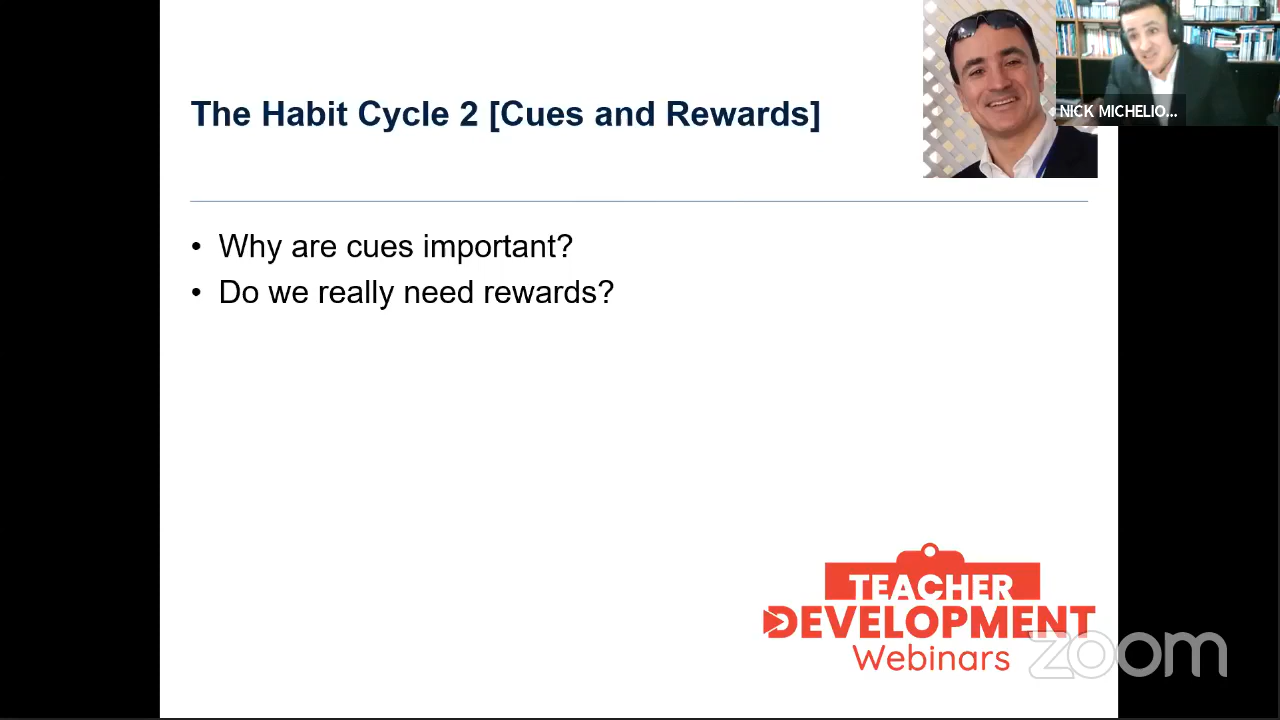 The Habit Cycle 2 [Cues and Rewards]
NICK MICHELIO...
• Why are cues important?
• Do we really need rewards?
TEACHER
DEVELOPMENT
Webinars
zoom